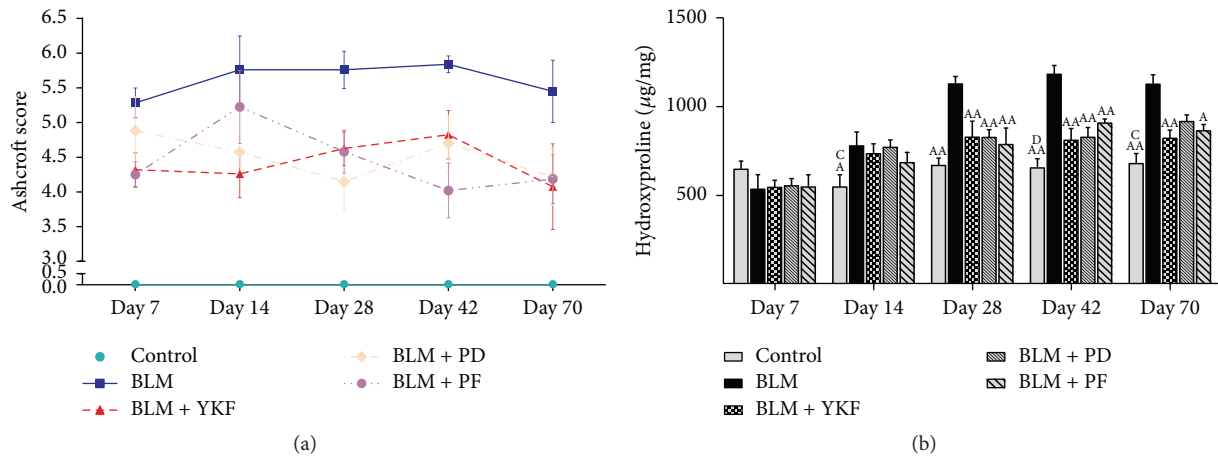 6.5
6.0
5.5
5.0
4.5
4.0
3.5
3.0
0.5
0.0
Ashcroft score
Day 7 Day 14 Day 28 Day 42 Day 70
Control
BLM
BLM + YKF
BLM + PD
BLM + PF
(a)
1500
1000
500
Hydroxyproline (µg/mg)
C
A
AA
AA AA AA
D
AA
AA AA AA
C
AA
AA A
Day 7 Day 14 Day 28 Day 42 Day 70
Control
BLM
BLM + YKF
BLM + PD
BLM + PF
(b)